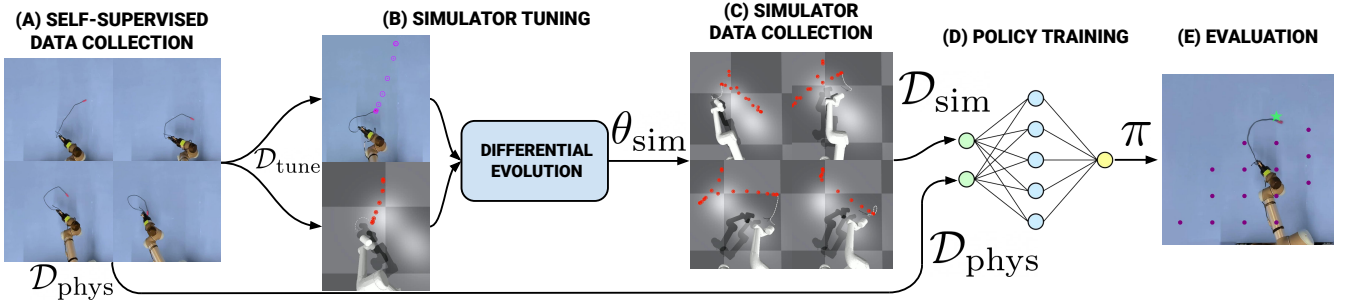 (A) SELF-SUPERVISED
DATA COLLECTION
(B) SIMULATOR TUNING
(C) SIMULATOR
DATA COLLECTION
(D) POLICY TRAINING
(E) EVALUATION
𝒟tune
DIFFERENTIAL
EVOLUTION
θsim
𝒟sim
π
𝒟phys
𝒟phys